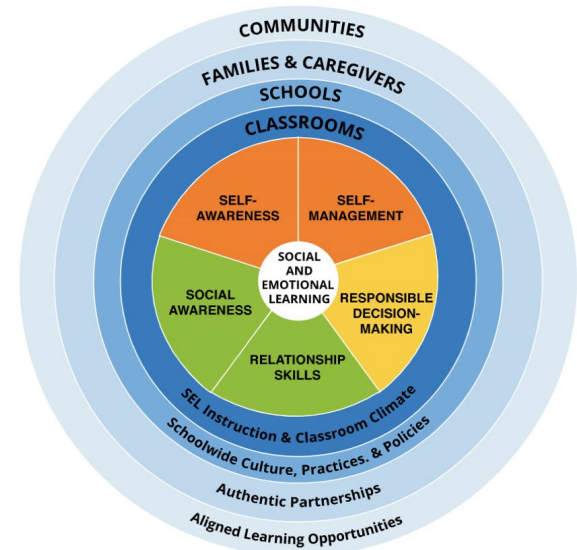 COMMUNITIES
FAMILIES & CAREGIVERS
SCHOOLS
CLASSROOMS
SELF-
AWARENESS
SELF-
MANAGEMENT
SOCIAL
AND
EMOTIONAL
LEARNING
SOCIAL
AWARENESS
RESPONSIBLE
DECISION-
MAKING
RELATIONSHIP
SKILLS
SEL Instruction & Classroom Climate
Schoolwide Culture, Practices. & Policies
Authentic Partnerships
Aligned Learning Opportunities